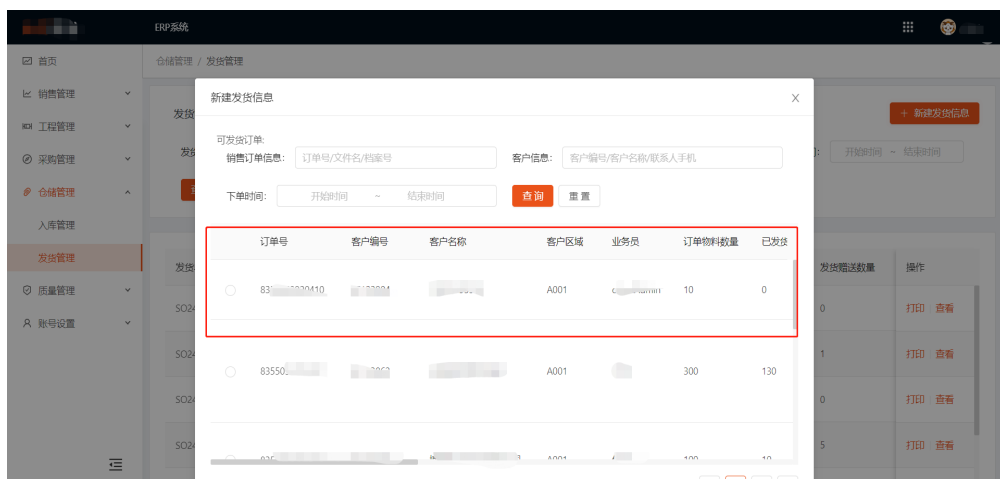 ERP系统
首页
仓储管理 / 发货管理
销售管理
工程管理
采购管理
仓储管理
入库管理
发货管理
质量管理
账号设置
+ 新建发货信息
开始时间 ~ 结束时间
新建发货信息
X
可发货订单:
销售订单信息: 订单号/文件名/档案号
客户信息: 客户编号/客户名称/联系人手机
下单时间: 开始时间 ~ 结束时间
查询 重置
订单号 客户编号 客户名称 客户区域 业务员 订单物料数量 已发货
A001 10 0
83550 A001 300 130
A001 100 10
发货赠送数量 操作
SO24 0 打印 查看
SO24 1 打印 查看
SO24 0 打印 查看
SO24 5 打印 查看